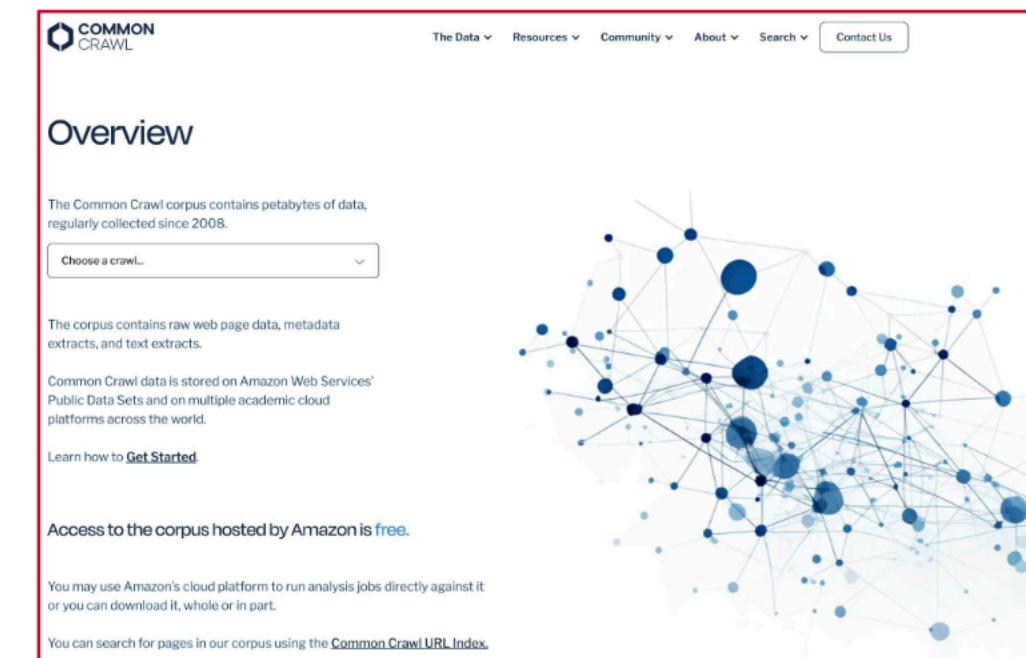 COMMON
CRAWL
The Data
Resources
Community
About
Search
Contact Us
Overview
The Common Crawl corpus contains petabytes of data,
regularly collected since 2008.
Choose a crawl...
The corpus contains raw web page data, metadata
extracts, and text extracts.
Common Crawl data is stored on Amazon Web Services'
Public Data Sets and on multiple academic cloud
platforms across the world.
Learn how to Get Started.
Access to the corpus hosted by Amazon is free.
You may use Amazon's cloud platform to run analysis jobs directly against it
or you can download it, whole or in part.
You can search for pages in our corpus using the Common Crawl URL Index.